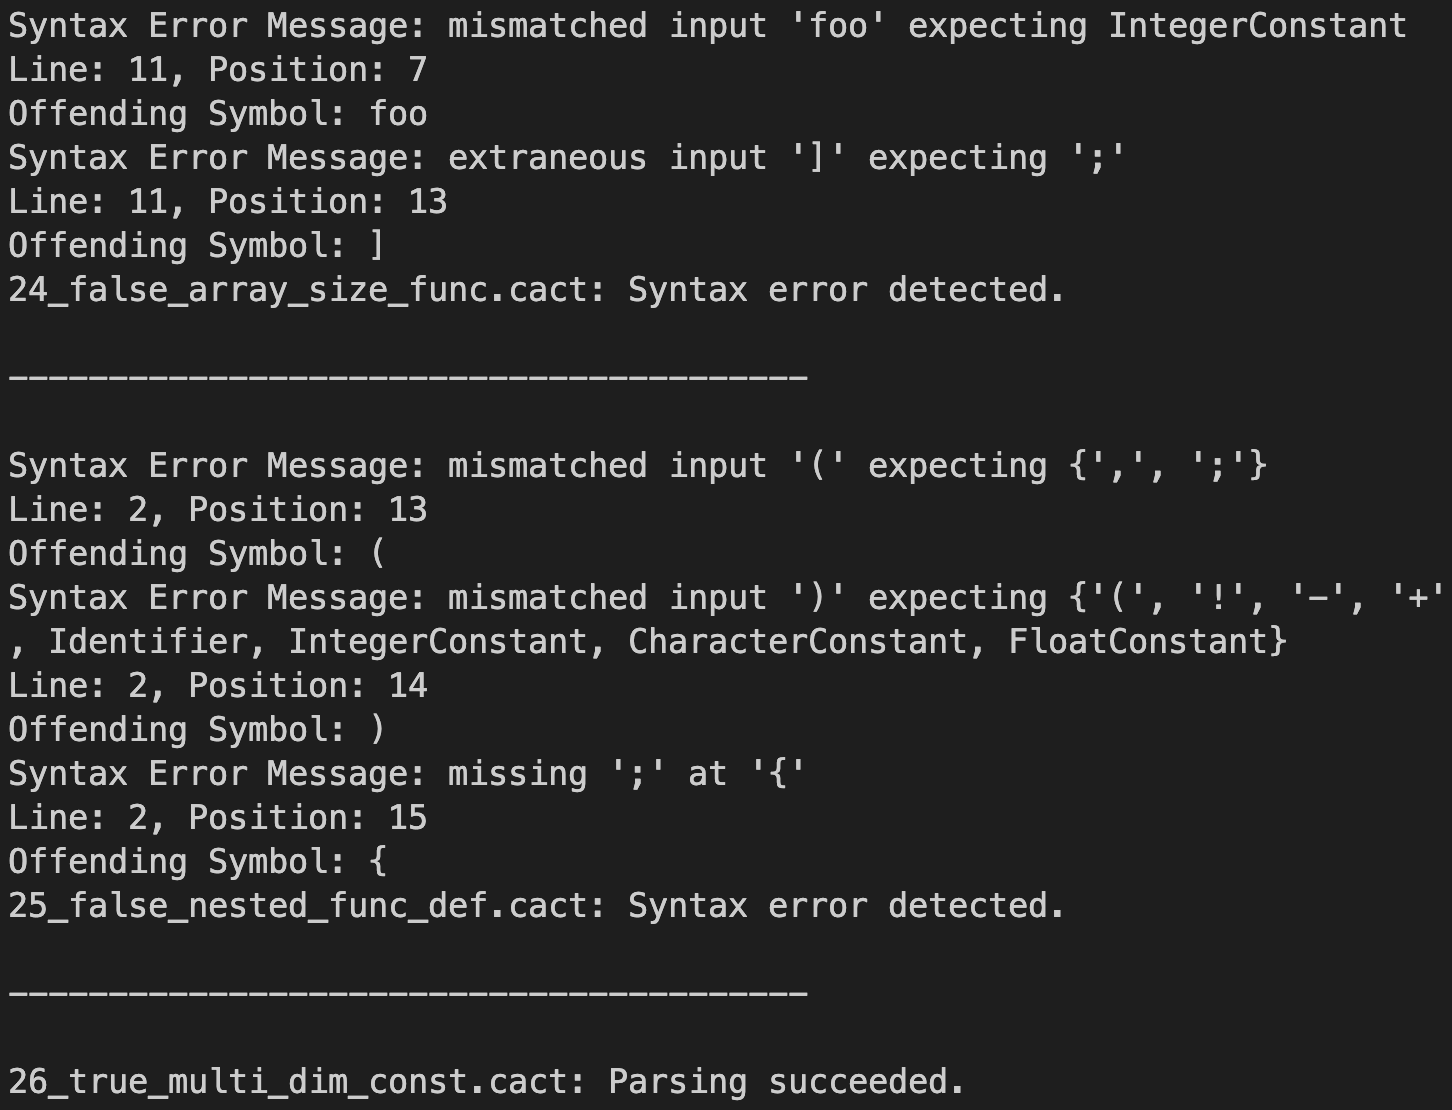 Syntax Error Message: mismatched input 'foo' expecting IntegerConstant
Line: 11, Position: 7
Offending Symbol: foo
Syntax Error Message: extraneous input ']' expecting ';'
Line: 11, Position: 13
Offending Symbol: ]
24_false_array_size_func.cact: Syntax error detected.
----------------------------------------
Syntax Error Message: mismatched input '(' expecting {',', ';'}
Line: 2, Position: 13
Offending Symbol: (
Syntax Error Message: mismatched input ')' expecting {'(', '!', '-', '+'
, Identifier, IntegerConstant, CharacterConstant, FloatConstant}
Line: 2, Position: 14
Offending Symbol: )
Syntax Error Message: missing ';' at '{'
Line: 2, Position: 15
Offending Symbol: {
25_false_nested_func_def.cact: Syntax error detected.
----------------------------------------
26_true_multi_dim_const.cact: Parsing succeeded.